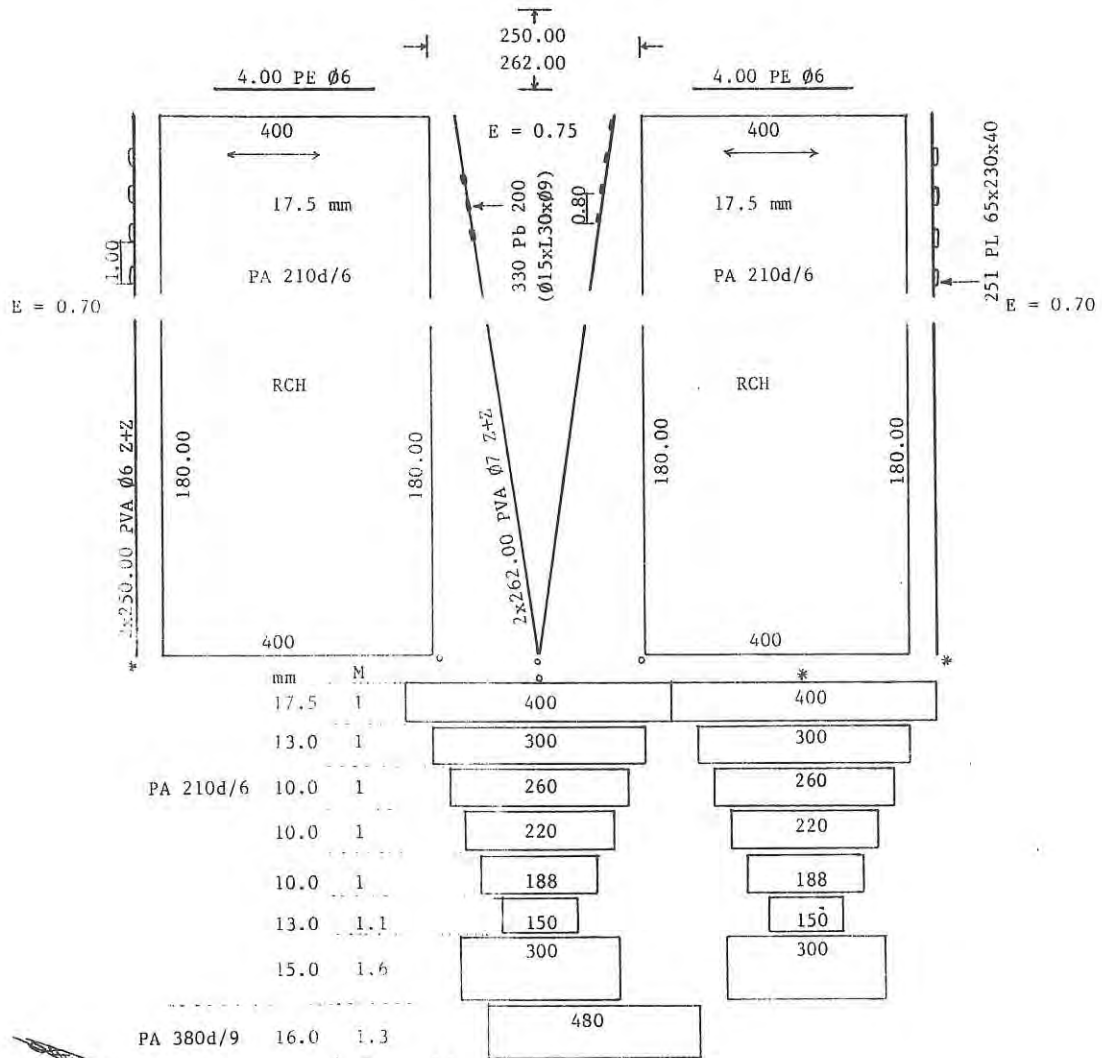 250.00
262.00
4.00 PE Ø6
4.00 PE Ø6
400
E = 0.75
400
17.5 mm
330 Pb 200
(Ø15xL30xØ9)
0.80
17.5 mm
251 PL 65x230x40
1.00
PA 210d/6
PA 210d/6
E = 0.70
E = 0.70
RCH
RCH
2x250.00 PVA Ø6 Z+Z
180.00
180.00
2x262.00 PVA Ø7 Z+Z
180.00
180.00
400
400
*
*
mm M
*
17.5 1 400 400
13.0 1 300 300
PA 210d/6 10.0 1 260 260
10.0 1 220 220
10.0 1 188 188
13.0 1.1 150 150
15.0 1.6 300 300
PA 380d/9 16.0 1.3 480